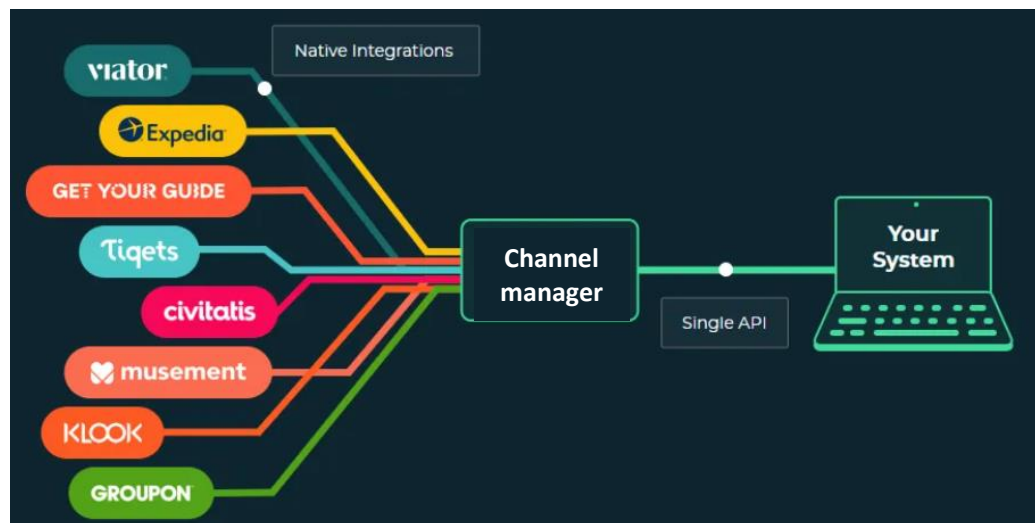 Native Integrations
viator
Expedia
GET YOUR GUIDE
Tiqets
civitatis
musement
KLOOK
GROUPON
Channel
manager
Single API
Your
System